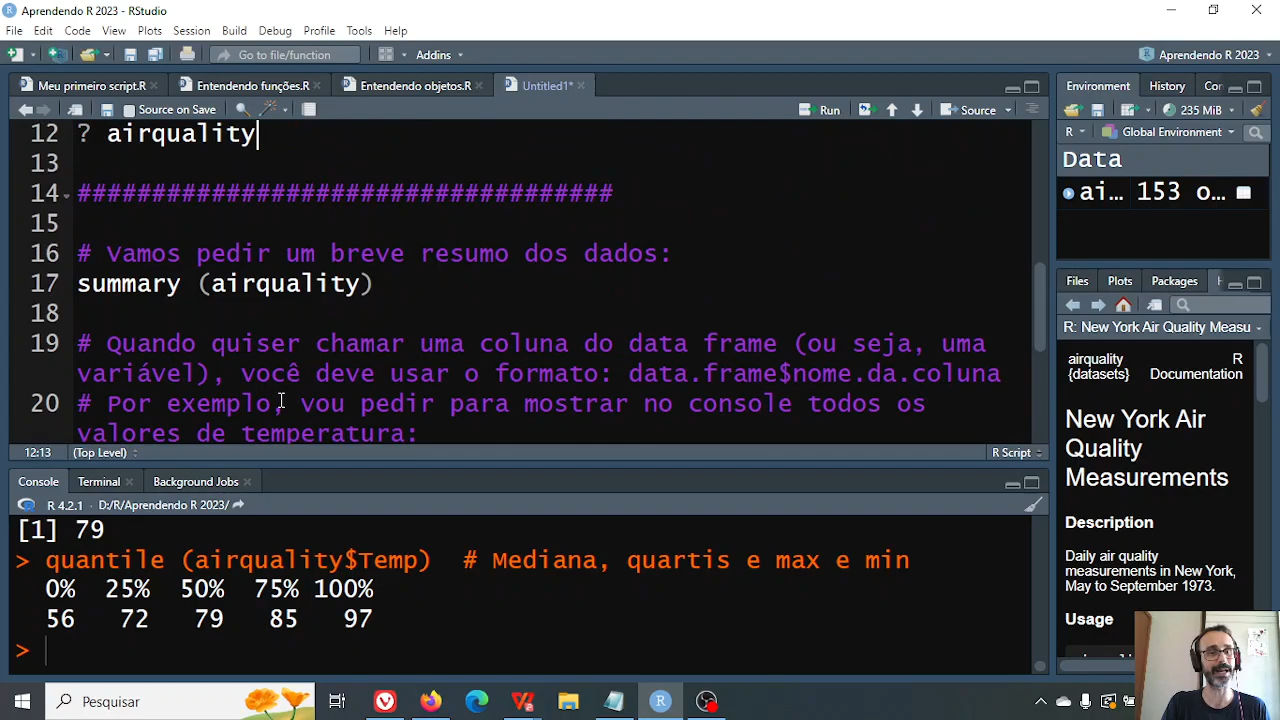 Aprendendo R 2023 - RStudio
File Edit Code View Plots Session Build Debug Profile Tools Help
Go to file/function Addins Aprendendo R 2023
Meu primeiro script.R Entendendo funções.R Entendendo objetos.R Untitled1*
Source on Save Run Source
12 ? airquality
13
14 ####################################
15
16 # Vamos pedir um breve resumo dos dados:
17 summary (airquality)
18
19 # Quando quiser chamar uma coluna do data frame (ou seja, uma
variável), você deve usar o formato: data.frame$nome.da.coluna
20 # Por exemplo, vou pedir para mostrar no console todos os
valores de temperatura:
12:13 (Top Level) R Script
Console Terminal Background Jobs
R 4.2.1 · D:/R/Aprendendo R 2023/
[1] 79
> quantile (airquality$Temp) # Mediana, quartis e max e min
0% 25% 50% 75% 100%
56 72 79 85 97
>
Environment History Co
235 MiB
R Global Environment
Data
ai... 153 o...
Files Plots Packages
R: New York Air Quality Measu
airquality R
{datasets} Documentation
New York Air
Quality
Measurements
Description
Daily air quality
measurements in New York,
May to September 1973.
Usage
Pesquisar